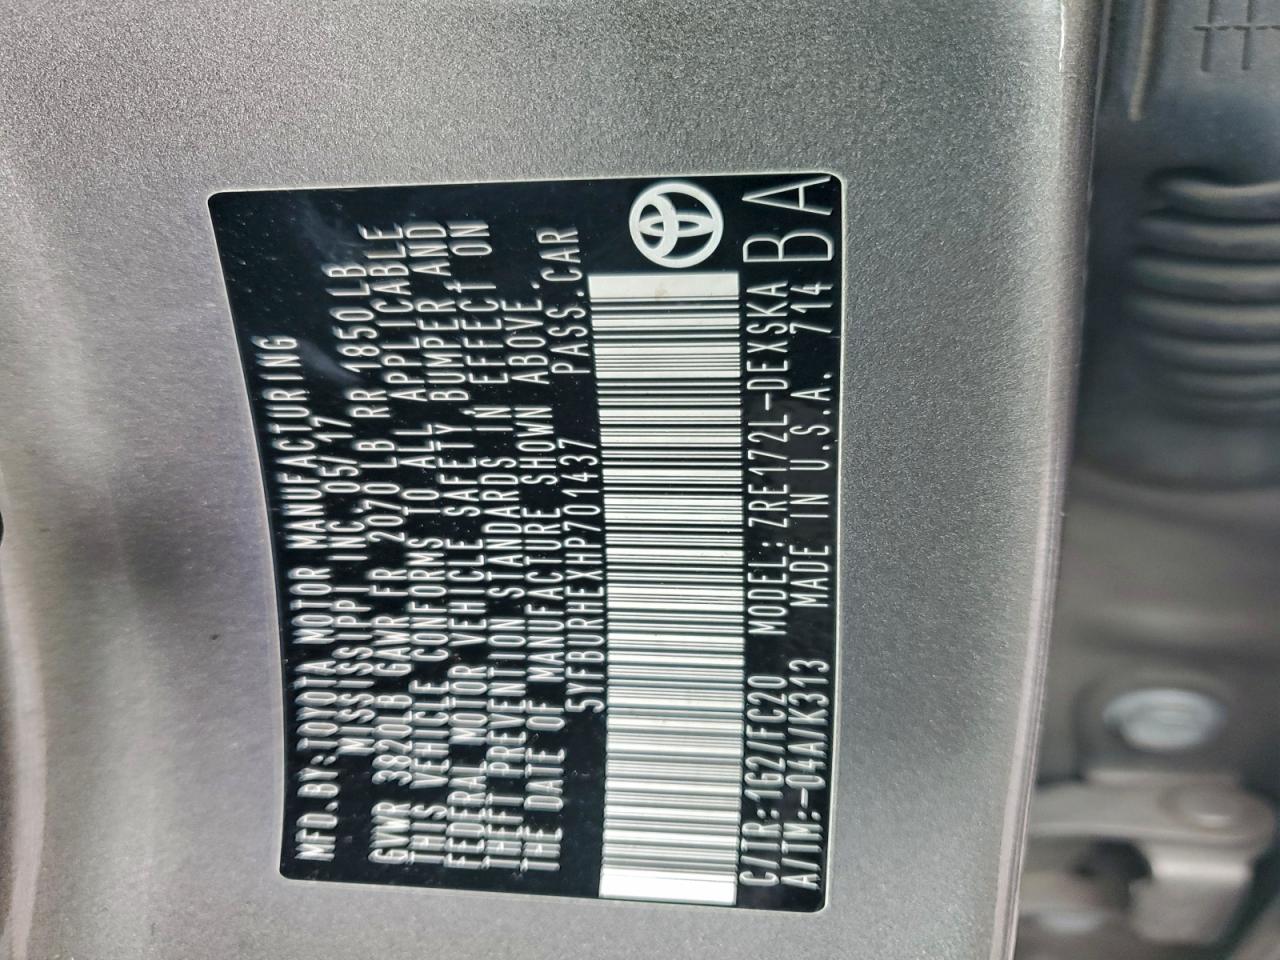 MFD.BY:TOYOTA MOTOR MANUFACTURING
MISSISSIPPI INC. 05/17
GVWR 3820LB GAWR FR 2070 LB RR 1850LB
THIS VEHICLE CONFORMS TO ALL APPLICABLE
FEDERAL MOTOR VEHICLE SAFETY BUMPER, AND
THEFT PREVENTION STANDARDS IN EFFECT ON
THE DATE OF MANUFACTURE SHOWN ABOVE.
5YFBURHEXHP701437 PASS.CAR
C/TR:1G2/FC20 MODEL:ZRE172L-DEXSKA
A/TM:-04A/K313 MADE IN U.S.A. 714
BA